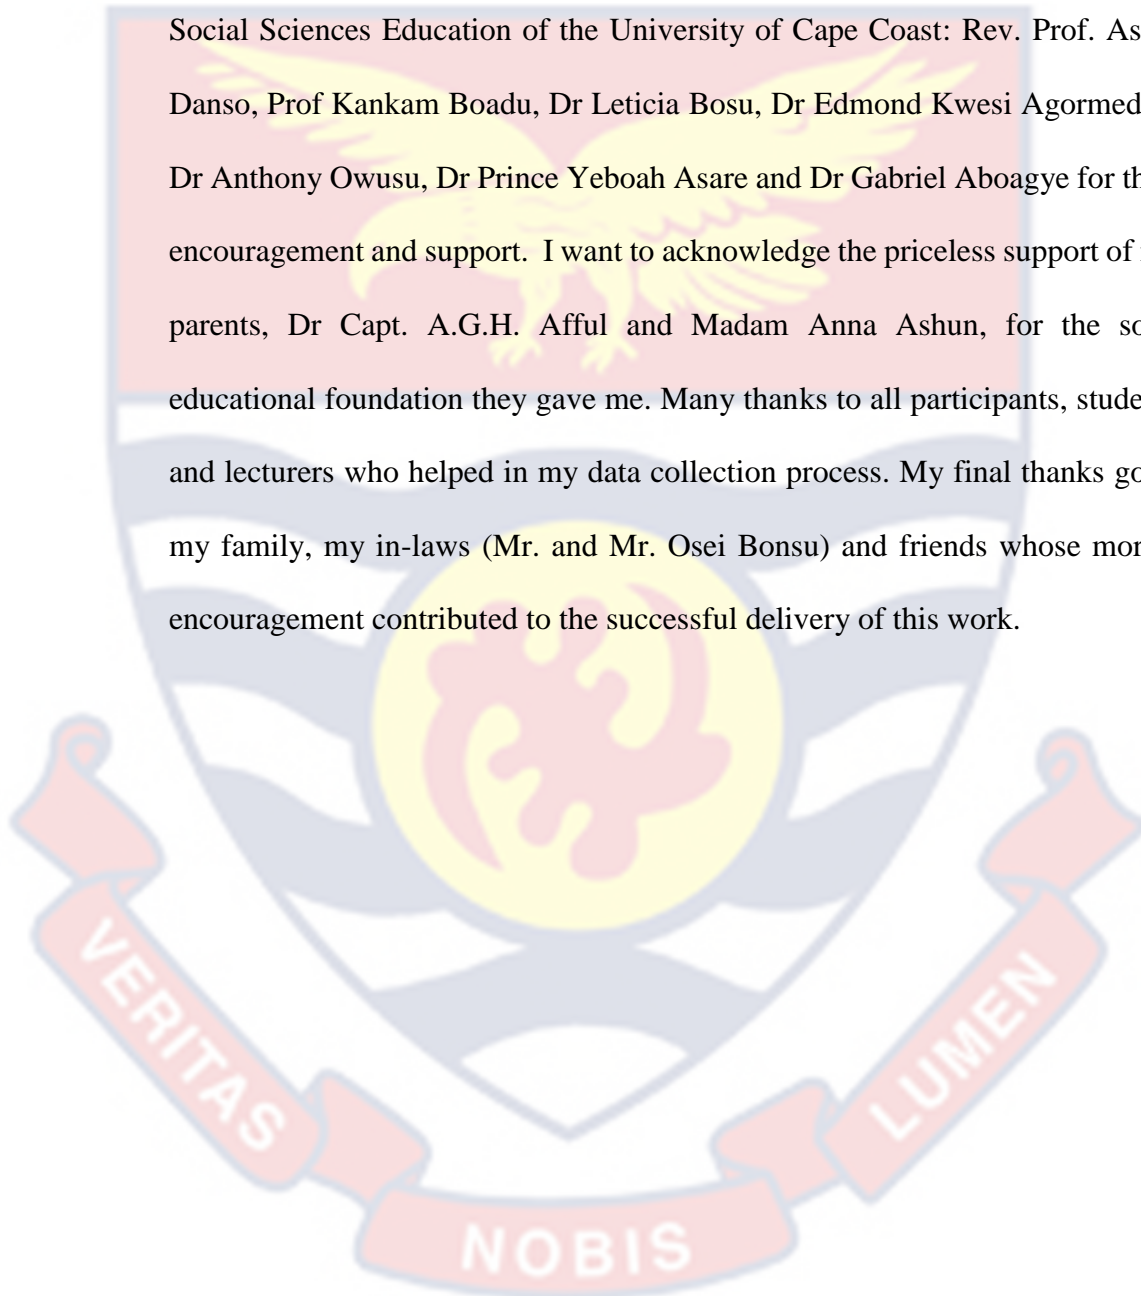 Social Sciences Education of the University of Cape Coast: Rev. Prof. As
Danso, Prof Kankam Boadu, Dr Leticia Bosu, Dr Edmond Kwesi Agormed
Dr Anthony Owusu, Dr Prince Yeboah Asare and Dr Gabriel Aboagye for th
encouragement and support. I want to acknowledge the priceless support of
parents, Dr Capt. A.G.H. Afful and Madam Anna Ashun, for the so
educational foundation they gave me. Many thanks to all participants, stude
and lecturers who helped in my data collection process. My final thanks go
my family, my in-laws (Mr. and Mr. Osei Bonsu) and friends whose mor
encouragement contributed to the successful delivery of this work.
VERITAS
NOBIS
LUMEN